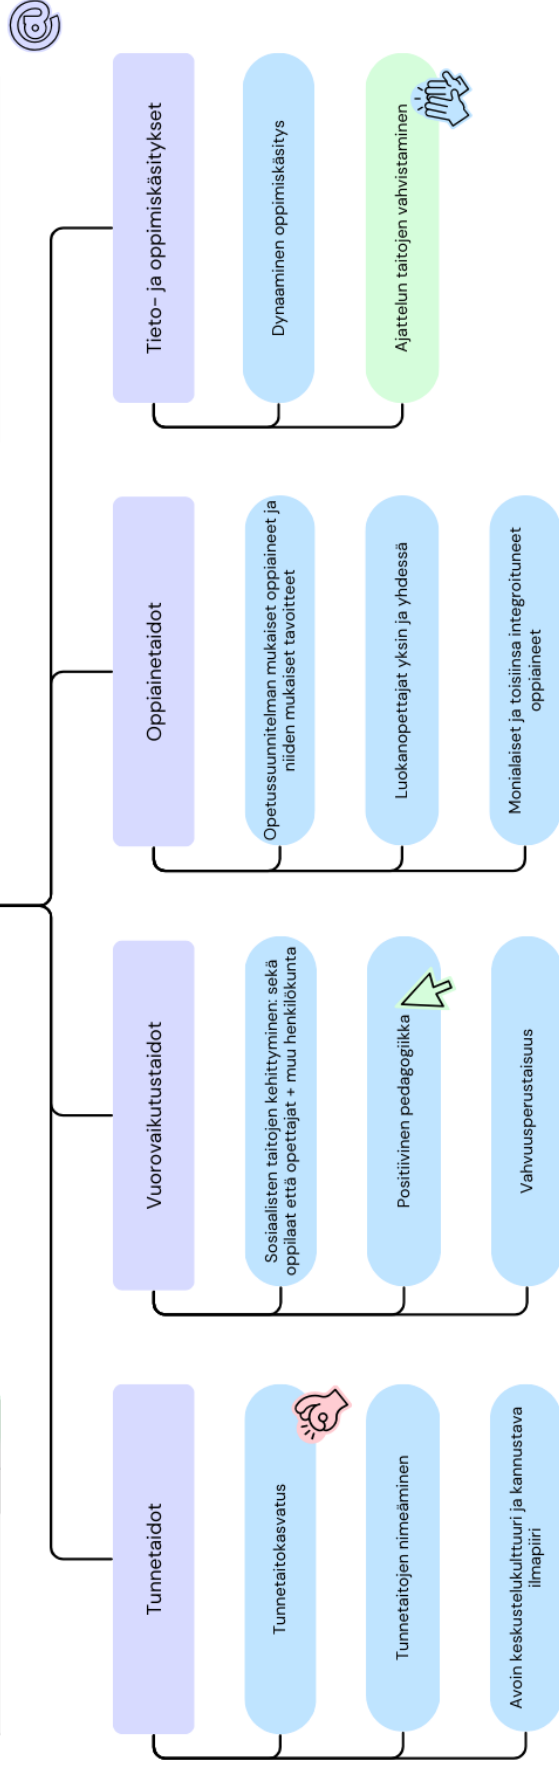 Tunnetaidot
Tunnetaitokasvatus
Tunnetaitojen nimeäminen
Avoin keskustelukulttuuri ja kannustava
ilmapiiri
Vuorovaikutustaidot
Sosiaalisten taitojen kehittyminen: sekä
oppilaat että opettajat + muu henkilökunta
Positiivinen pedagogiikka
Vahvuusperustaisuus
Oppiainetaidot
Opetussuunnitelman mukaiset oppiaineet ja
niiden mukaiset tavoitteet
Luokanopettajat yksin ja yhdessä
Monialaiset ja toisiinsa integroituneet
oppiaineet
Tieto- ja oppimiskäsitykset
Dynaaminen oppimiskäsitys
Ajattelun taitojen vahvistaminen